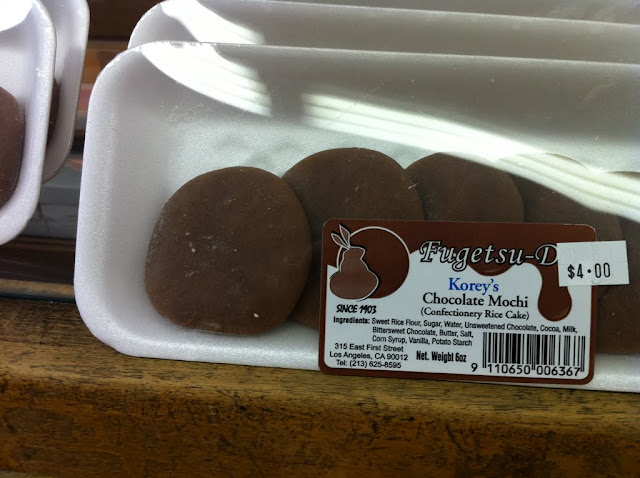 Fugetsu-D
$4.00
Korey's
Chocolate Mochi
(Confectionery Rice Cake)
SINCE 1903
Ingredients: Sweet Rice Flour, Sugar, Water, Unsweetened Chocolate, Cocoa, Milk,
Bittersweet Chocolate, Butter, Salt,
Corn Syrup, Vanilla, Potato Starch
315 East First Street
Los Angeles, CA 90012
Tel: (213) 625-8595
Net. Weight 6oz
9 110650 006367